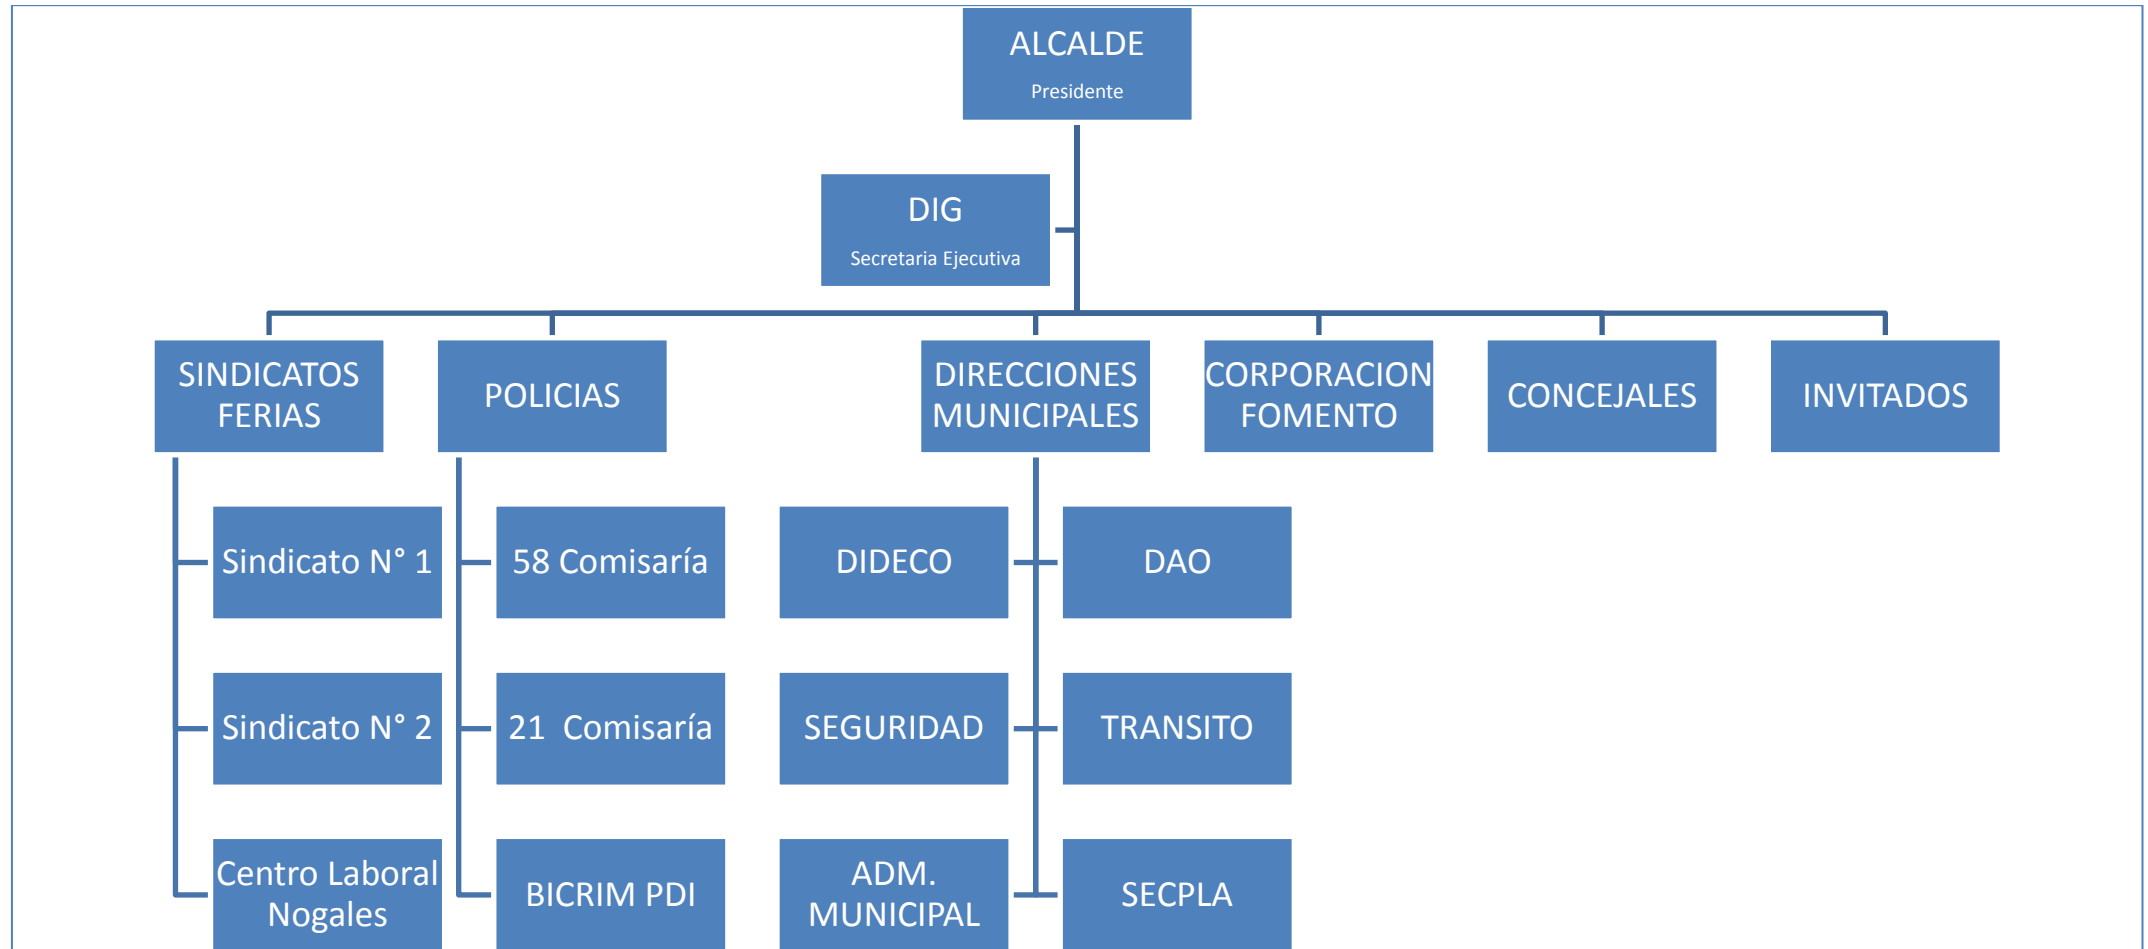 ALCALDE
Presidente
DIG
Secretaria Ejecutiva
SINDICATOS
FERIAS
POLICIAS
DIRECCIONES
MUNICIPALES
CORPORACION
FOMENTO
CONCEJALES
INVITADOS
Sindicato N° 1
58 Comisaría
DIDECO
DAO
Sindicato N° 2
21  Comisaría
SEGURIDAD
TRANSITO
Centro Laboral
Nogales
BICRIM PDI
ADM.
MUNICIPAL
SECPLA